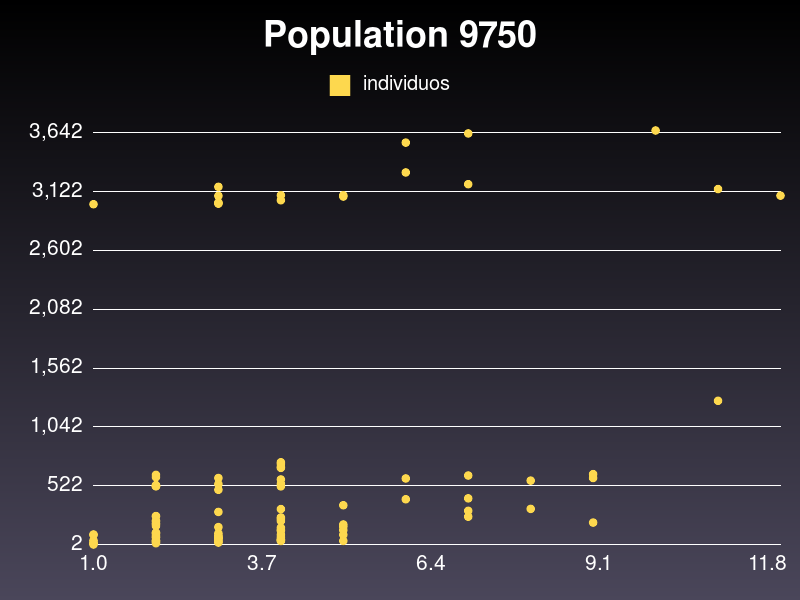 Population 9750
individuos
3,642
3,122
2,602
2,082
1,562
1,042
522
2
1.0 3.7 6.4 9.1 11.8